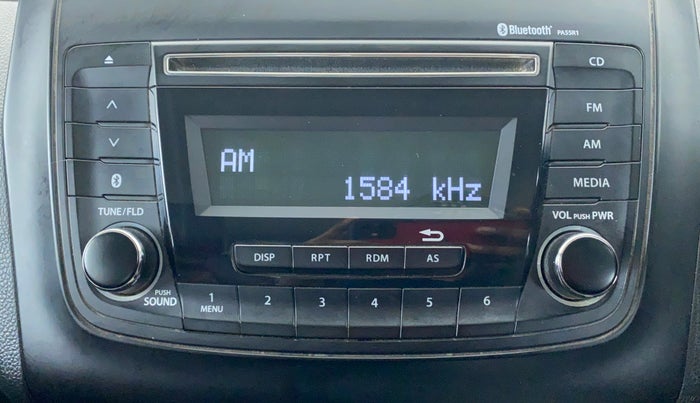 Bluetooth PA55R1
CD
FM
AM
AM
1584 kHz
MEDIA
TUNE/FLD
VOL PUSH PWR
DISP RPT RDM AS
PUSH SOUND
1 MENU 2 3 4 5 6